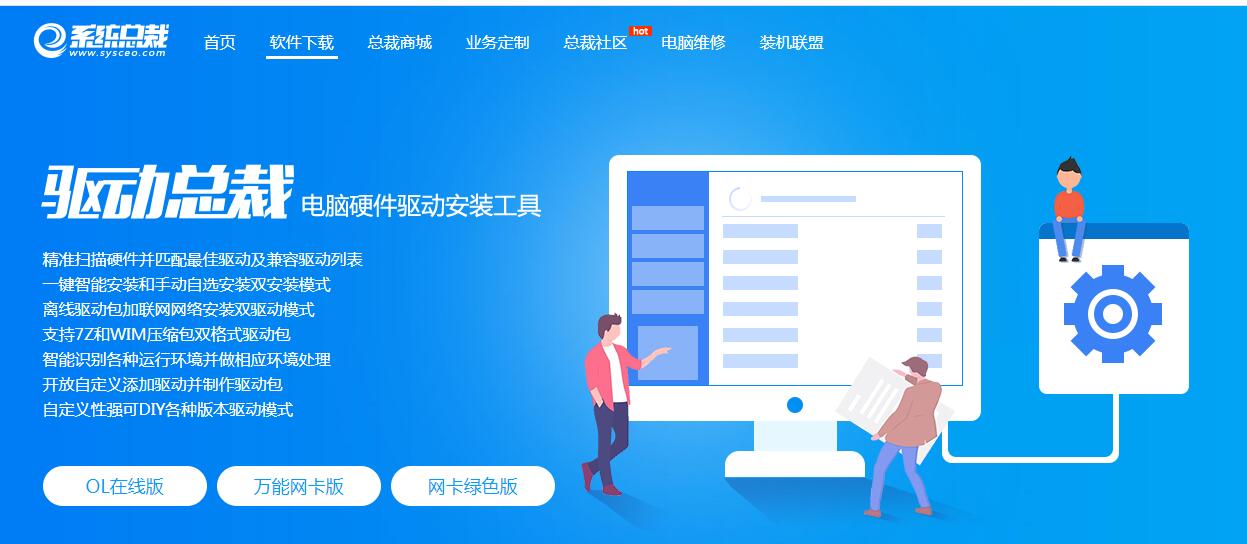 系统总裁
www.sysceo.com
首页 软件下载 总裁商城 业务定制 总裁社区 hot 电脑维修 装机联盟
驱动总裁 电脑硬件驱动安装工具
精准扫描硬件并匹配最佳驱动及兼容驱动列表
一键智能安装和手动自选安装双安装模式
离线驱动包加联网网络安装双驱动模式
支持7Z和WIM压缩包双格式驱动包
智能识别各种运行环境并做相应环境处理
开放自定义添加驱动并制作驱动包
自定义性强可DIY各种版本驱动模式
OL在线版 万能网卡版 网卡绿色版